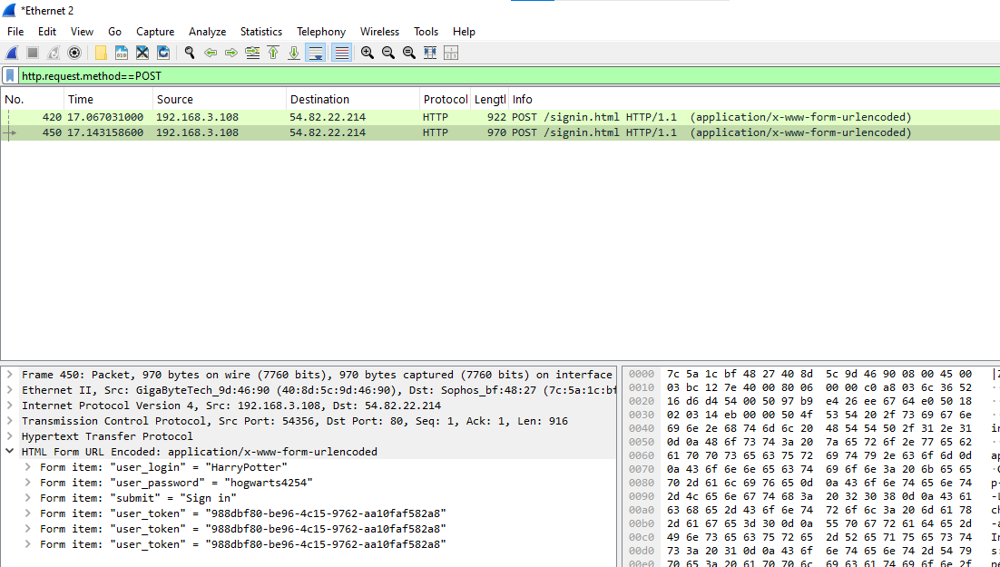 *Ethernet 2
File Edit View Go Capture Analyze Statistics Telephony Wireless Tools Help
http.request.method==POST
No. Time Source Destination Protocol Lengtl Info
420 17.067031000 192.168.3.108 54.82.22.214 HTTP 922 POST /signin.html HTTP/1.1 (application/x-www-form-urlencoded)
450 17.143158600 192.168.3.108 54.82.22.214 HTTP 970 POST /signin.html HTTP/1.1 (application/x-www-form-urlencoded)
Frame 450: Packet, 970 bytes on wire (7760 bits), 970 bytes captured (7760 bits) on interface
Ethernet II, Src: GigaByteTech_9d:46:90 (40:8d:5c:9d:46:90), Dst: Sophos_bf:48:27 (7c:5a:1c:bf
Internet Protocol Version 4, Src: 192.168.3.108, Dst: 54.82.22.214
Transmission Control Protocol, Src Port: 54356, Dst Port: 80, Seq: 1, Ack: 1, Len: 916
Hypertext Transfer Protocol
HTML Form URL Encoded: application/x-www-form-urlencoded
Form item: "user_login" = "HarryPotter"
Form item: "user_password" = "hogwarts4254"
Form item: "submit" = "Sign in"
Form item: "user_token" = "988dbf80-be96-4c15-9762-aa10faf582a8"
Form item: "user_token" = "988dbf80-be96-4c15-9762-aa10faf582a8"
Form item: "user_token" = "988dbf80-be96-4c15-9762-aa10faf582a8"
0000 7c 5a 1c bf 48 27 40 8d 5c 9d 46 90 08 00 45 00 |Z
0010 03 bc 12 7e 40 00 80 06 00 00 c0 a8 03 6c 36 52
0020 16 d6 d4 54 00 50 97 b9 e4 26 ee 67 64 e0 50 18
0030 02 03 14 eb 00 00 50 4f 53 54 20 2f 73 69 67 6e
0040 69 6e 2e 68 74 6d 6c 20 48 54 54 50 2f 31 2e 31 in
0050 0d 0a 48 6f 73 74 3a 20 7a 65 72 6f 2e 77 65 62
0060 61 70 70 73 65 63 75 72 69 74 79 2e 63 6f 6d 0d ap
0070 0a 43 6f 6e 6e 65 63 74 69 6f 6e 3a 20 6b 65 65 ·C
0080 70 2d 61 6c 69 76 65 0d 0a 43 6f 6e 74 65 6e 74 p-
0090 2d 4c 65 6e 67 74 68 3a 20 32 30 38 0d 0a 43 61 -L
00a0 63 68 65 2d 43 6f 6e 74 72 6f 6c 3a 20 6d 61 78 ch
00b0 2d 61 67 65 3d 30 0d 0a 55 70 67 72 61 64 65 2d -a
00c0 49 6e 73 65 63 75 72 65 2d 52 65 71 75 65 73 74 In
00d0 73 3a 20 31 0d 0a 43 6f 6e 74 65 6e 74 2d 54 79 s:
00e0 70 65 3a 20 61 70 70 6c 69 63 61 74 69 6f 6e 2f pe